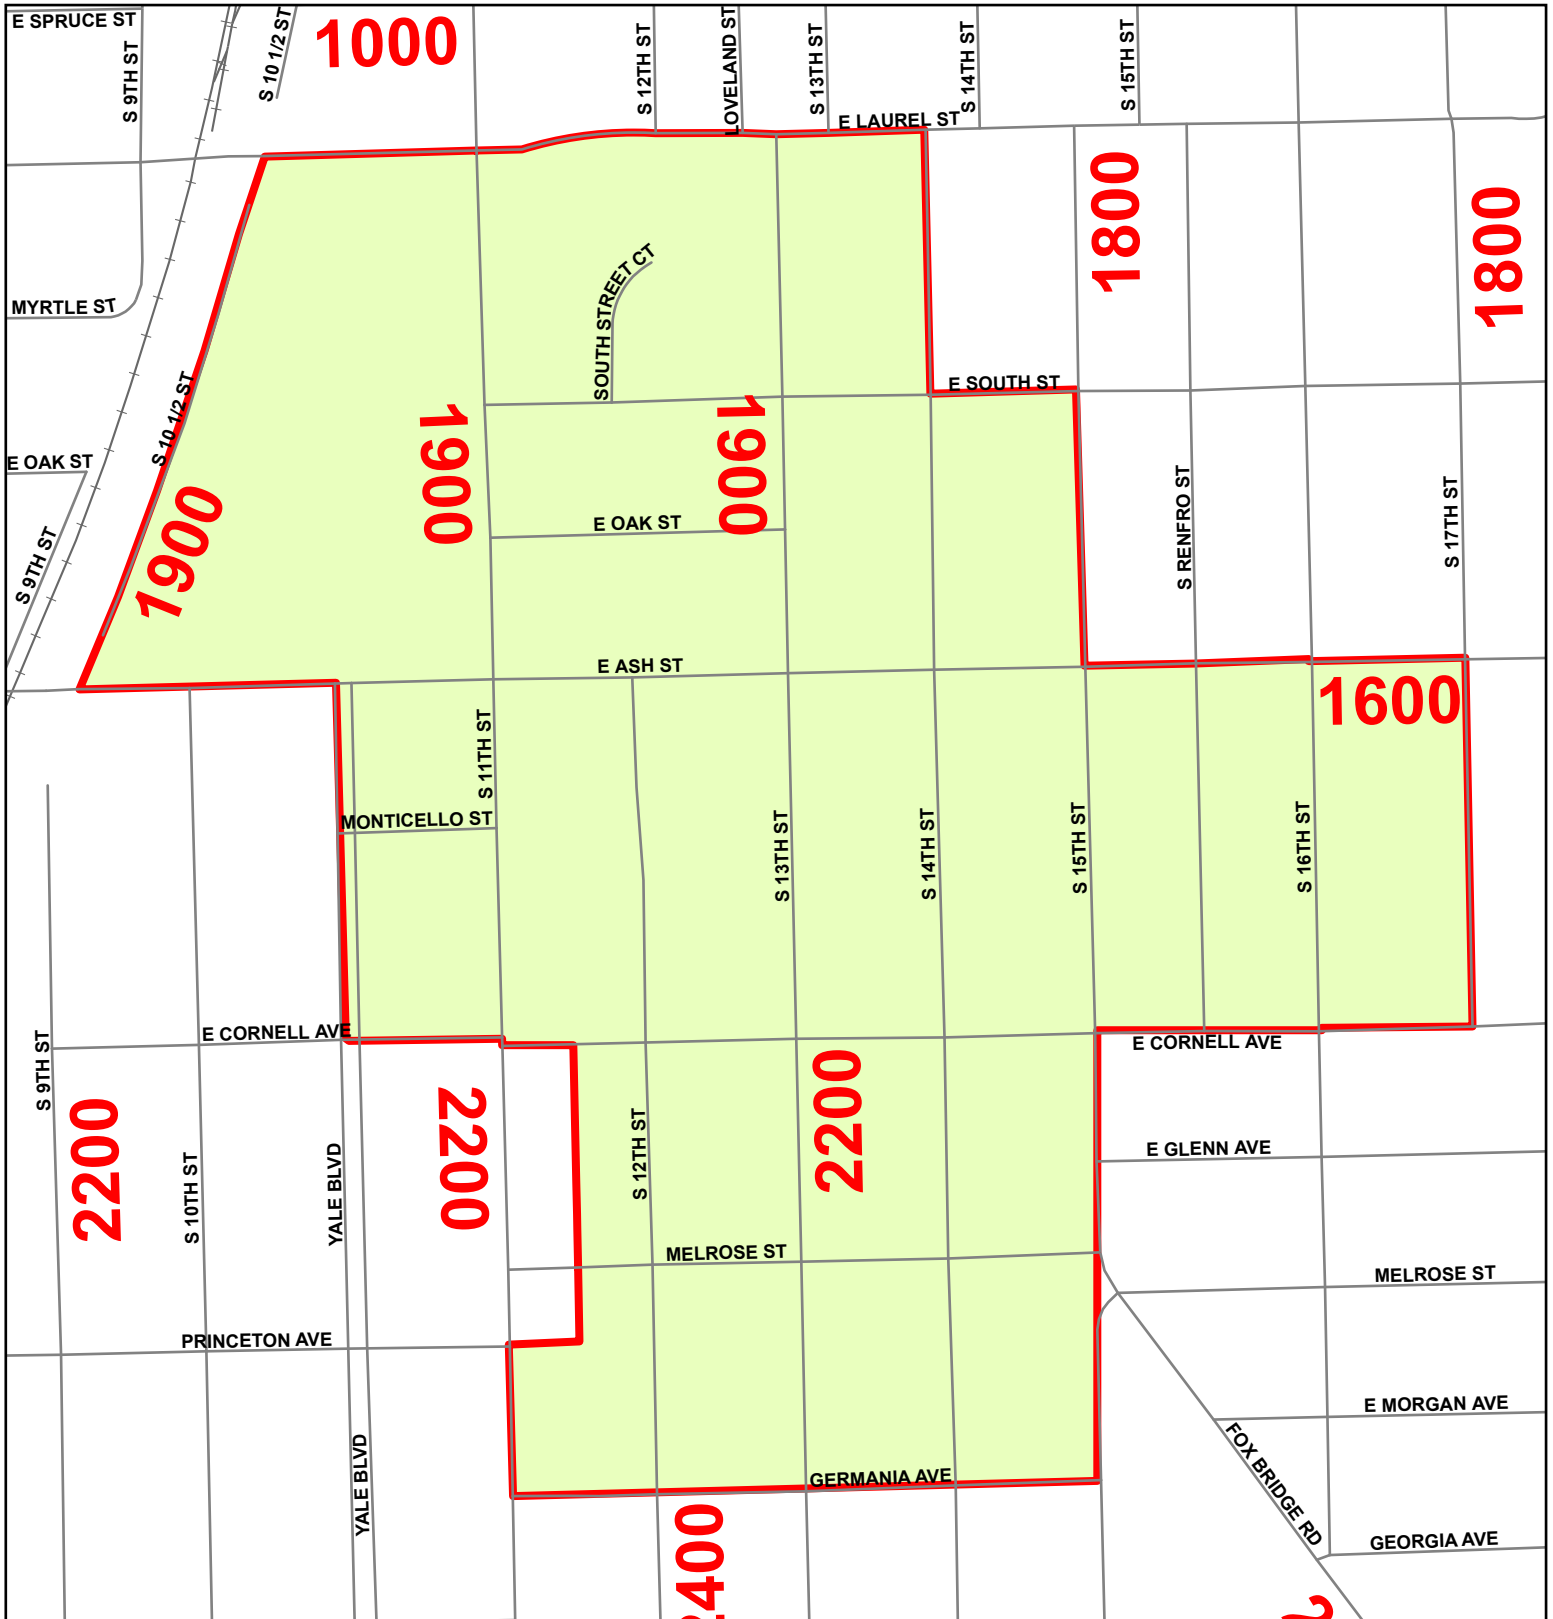 E SPRUCE ST
S 9TH ST
S 10 1/2 ST
1000
S 12TH ST
LOVELAND ST
S 13TH ST
S 14TH ST
S 15TH ST
E LAUREL ST
1800
1800
MYRTLE ST
SOUTH STREET CT
S 10 1/2 ST
E SOUTH ST
1600
1900
E OAK ST
S 9TH ST
1900
E OAK ST
S RENFRO ST
S 17TH ST
E ASH ST
1600
S 11TH ST
MONTICELLO ST
S 13TH ST
S 14TH ST
S 15TH ST
S 16TH ST
E CORNELL AVE
E CORNELL AVE
S 9TH ST
2200
S 10TH ST
YALE BLVD
2200
S 12TH ST
2200
E GLENN AVE
MELROSE ST
MELROSE ST
PRINCETON AVE
E MORGAN AVE
YALE BLVD
GERMANIA AVE
FOX BRIDGE RD
GEORGIA AVE
2400